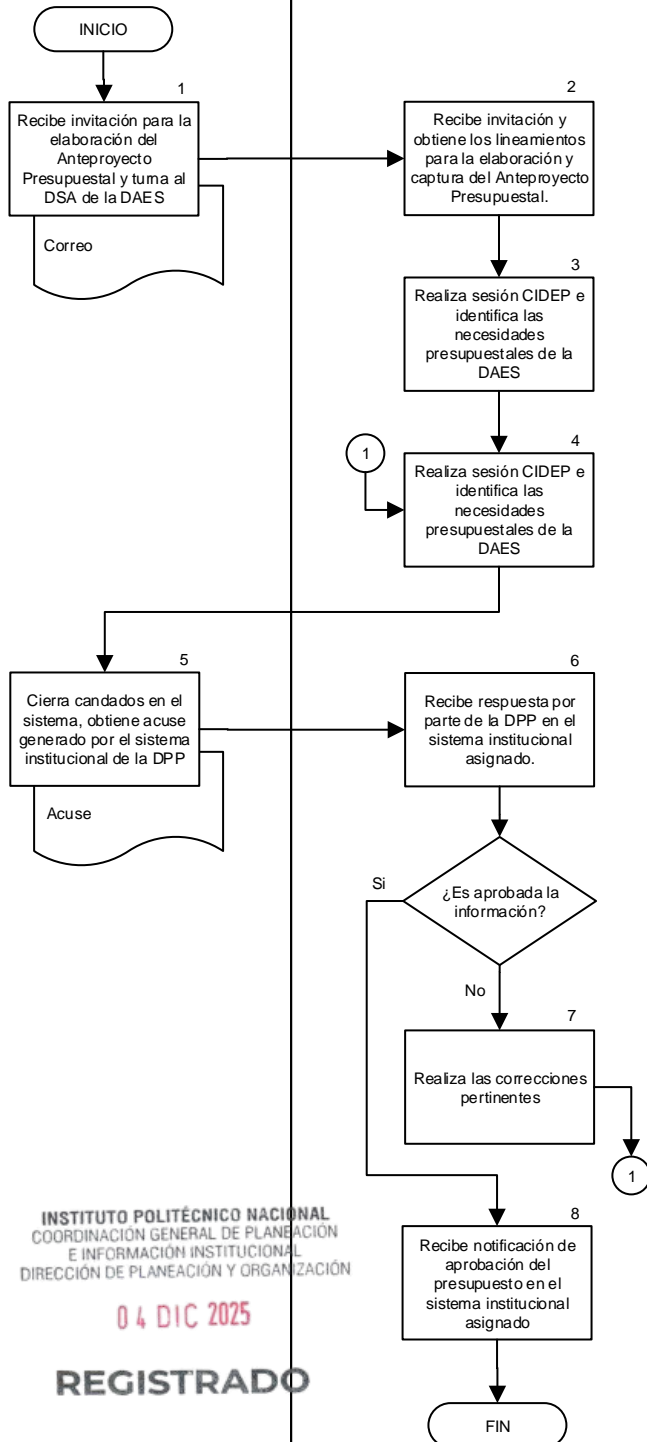 INICIO
1
Recibe invitación para la
elaboración del
Anteproyecto
Presupuestal y turna al
DSA de la DAES
Correo
2
Recibe invitación y
obtiene los lineamientos
para la elaboración y
captura del Anteproyecto
Presupuestal.
3
Realiza sesión CIDEP e
identifica las
necesidades
presupuestales de la
DAES
1
4
Realiza sesión CIDEP e
identifica las
necesidades
presupuestales de la
DAES
5
Cierra candados en el
sistema, obtiene acuse
generado por el sistema
institucional de la DPP
Acuse
6
Recibe respuesta por
parte de la DPP en el
sistema institucional
asignado.
Si
¿Es aprobada la
información?
No
7
Realiza las correcciones
pertinentes
1
8
Recibe notificación de
aprobación del
presupuesto en el
sistema institucional
asignado
FIN
INSTITUTO POLITÉCNICO NACIONAL
COORDINACIÓN GENERAL DE PLANEACIÓN
E INFORMACIÓN INSTITUCIONAL
DIRECCIÓN DE PLANEACIÓN Y ORGANIZACIÓN
04 DIC 2025
REGISTRADO